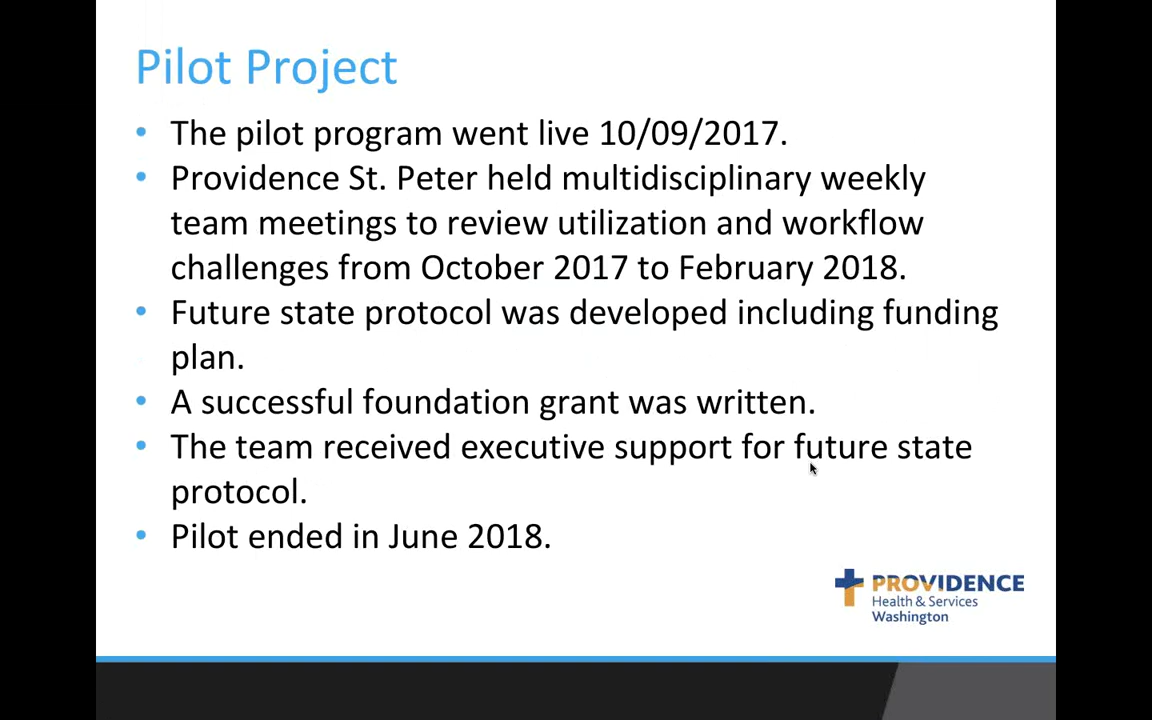 Pilot Project
• The pilot program went live 10/09/2017.
• Providence St. Peter held multidisciplinary weekly
team meetings to review utilization and workflow
challenges from October 2017 to February 2018.
• Future state protocol was developed including funding
plan.
• A successful foundation grant was written.
• The team received executive support for future state
protocol.
• Pilot ended in June 2018.
PROVIDENCE
Health & Services
Washington